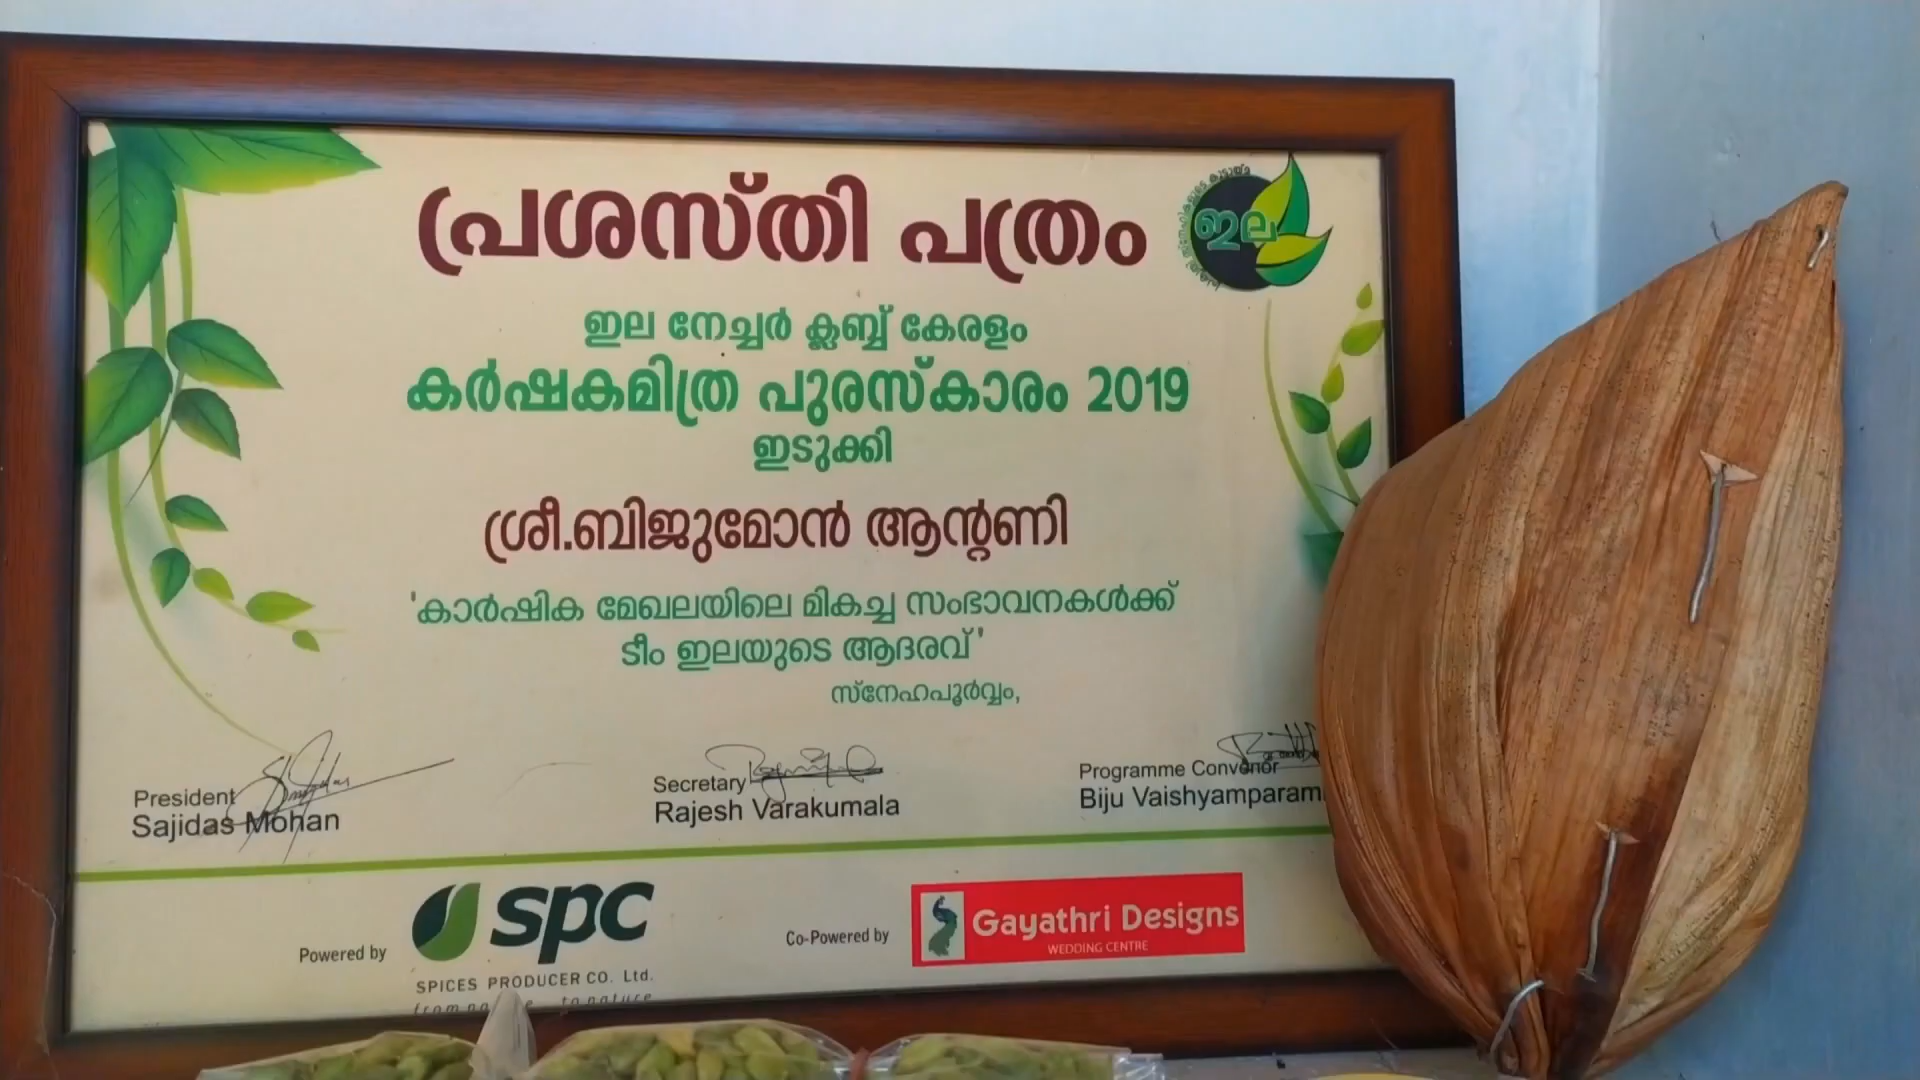 പ്രശസ്തി പത്രം
ഇല
ഇല നേച്ചർ ക്ലബ്ബ് കേരളം
കർഷകമിത്ര പുരസ്കാരം 2019
ഇടുക്കി
ശ്രീ.ബിജുമോൻ ആന്റണി
'കാർഷിക മേഖലയിലെ മികച്ച സംഭാവനകൾക്ക്
ടീം ഇലയുടെ ആദരവ്'
സ്നേഹപൂർവ്വം,
President
Sajidas Mohan
Secretary
Rajesh Varakumala
Programme Convenor
Biju Vaishyamparam
Powered by
spc
SPICES PRODUCER CO. Ltd.
Co-Powered by
Gayathri Designs
WEDDING CENTRE